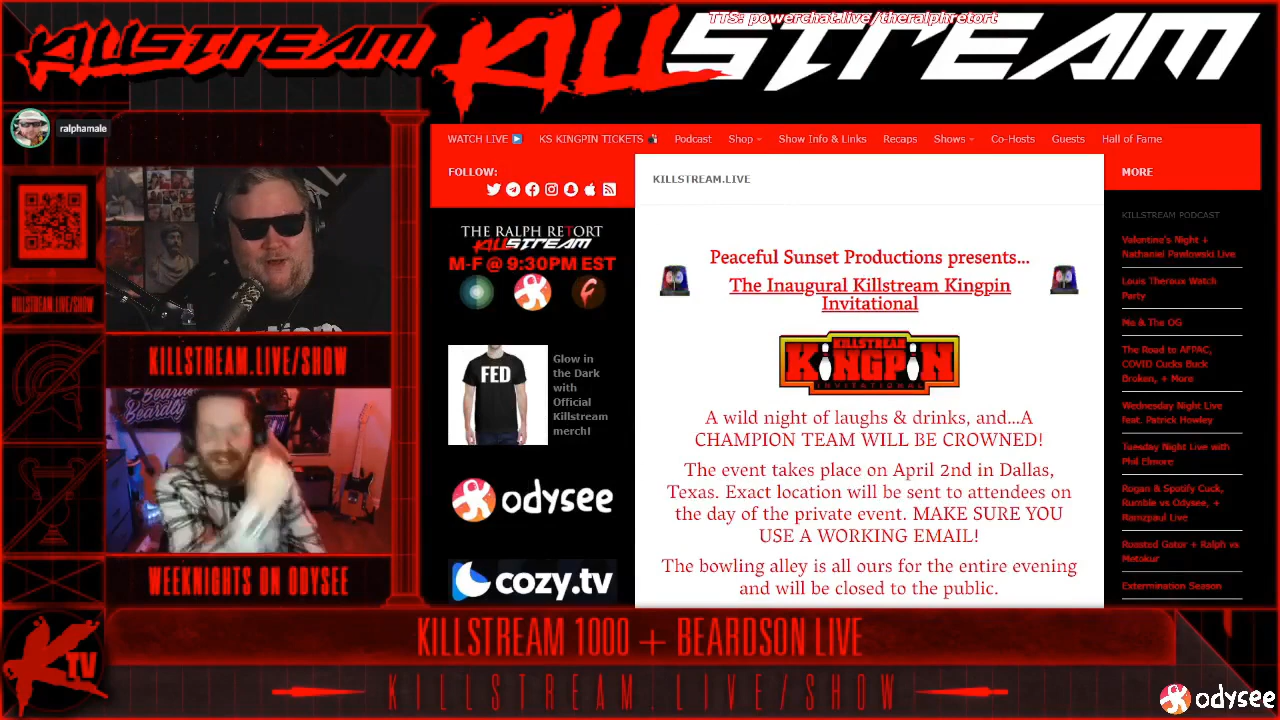 TTS: powerchat.live/theralphretort
KILLSTREAM
KILLSTREAM
ralphamale
WATCH LIVE
KS KINGPIN TICKETS
Podcast
Shop
Show Info & Links
Recaps
Shows
Co-Hosts
Guests
Hall of Fame
FOLLOW:
KILLSTREAM.LIVE
MORE
KILLSTREAM PODCAST
THE RALPH RETORT
KILLSTREAM
M-F @ 9:30PM EST
Peaceful Sunset Productions presents...
The Inaugural Killstream Kingpin
Invitational
KILLSTREAM
KINGPIN
INVITATIONAL
Valentine's Night +
Nathaniel Pawlowski Live
Louis Theroux Watch
Party
Me & The OG
The Road to AFPAC,
COVID Cucks Buck
Broken, + More
Wednesday Night Live
feat. Patrick Howley
Tuesday Night Live with
Phil Elmore
Rogan & Spotify Cuck,
Rumble vs Odysee, +
Ramzpaul Live
Roasted Gator + Ralph vs
Metokur
Extermination Season
KILLSTREAM.LIVE/SHOW
KILLSTREAM.LIVE/SHOW
FED
Glow in
the Dark
with
Official
Killstream
merch!
A wild night of laughs & drinks, and...A
CHAMPION TEAM WILL BE CROWNED!
The event takes place on April 2nd in Dallas,
Texas. Exact location will be sent to attendees on
the day of the private event. MAKE SURE YOU
USE A WORKING EMAIL!
The bowling alley is all ours for the entire evening
and will be closed to the public.
Beardly
odysee
cozy.tv
WEEKNIGHTS ON ODYSEE
KILLSTREAM 1000 + BEARDSON LIVE
K TV
KILLSTREAM.LIVE/SHOW
odysee